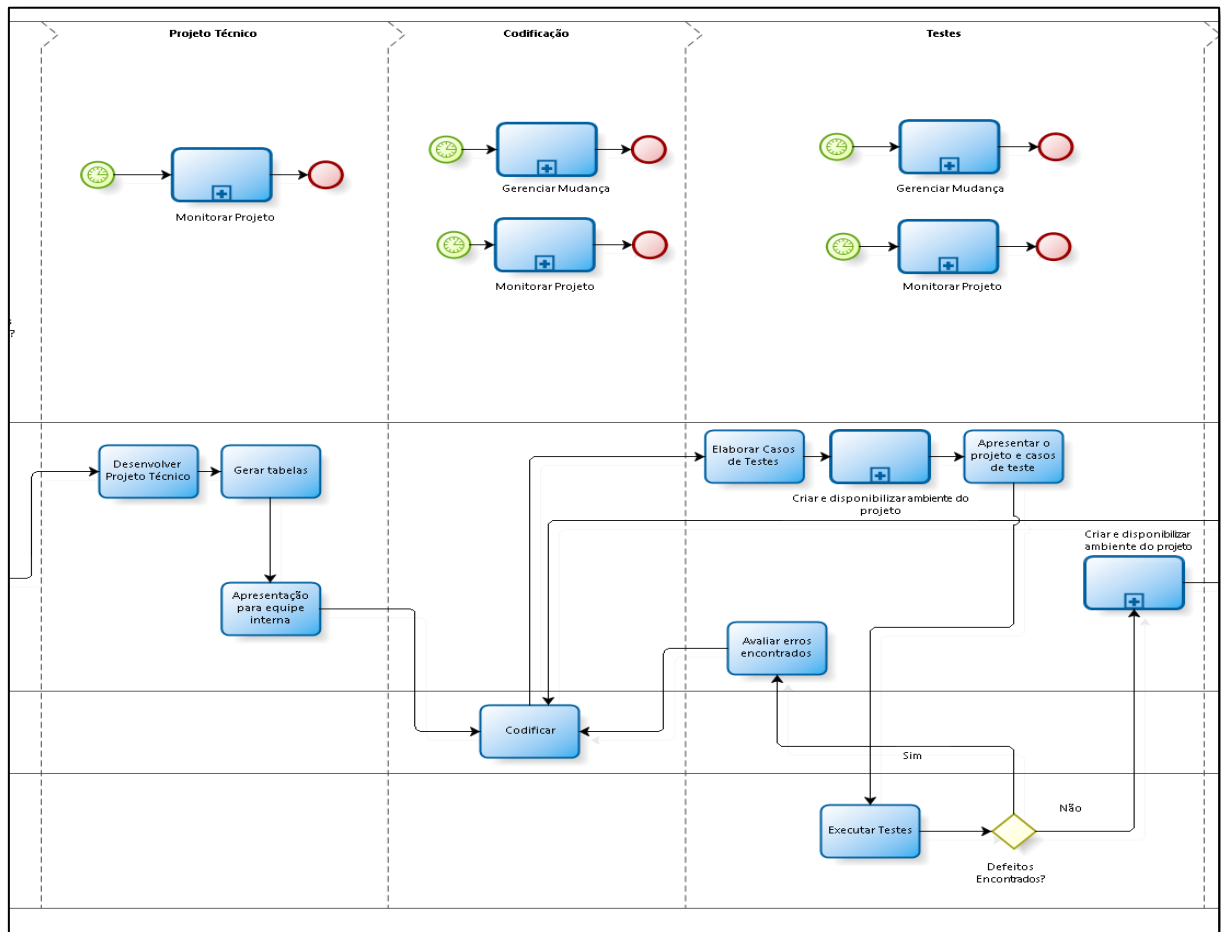 Projeto Técnico
Codificação
Testes
Monitorar Projeto
Gerenciar Mudança
Monitorar Projeto
Gerenciar Mudança
Monitorar Projeto
?
Desenvolver
Projeto Técnico
Gerar tabelas
Apresentação
para equipe
interna
Elaborar Casos
de Testes
Criar e disponibilizar ambiente do
projeto
Apresentar o
projeto e casos
de teste
Criar e disponibilizar
ambiente do projeto
Avaliar erros
encontrados
Codificar
Sim
Não
Executar Testes
Defeitos
Encontrados?